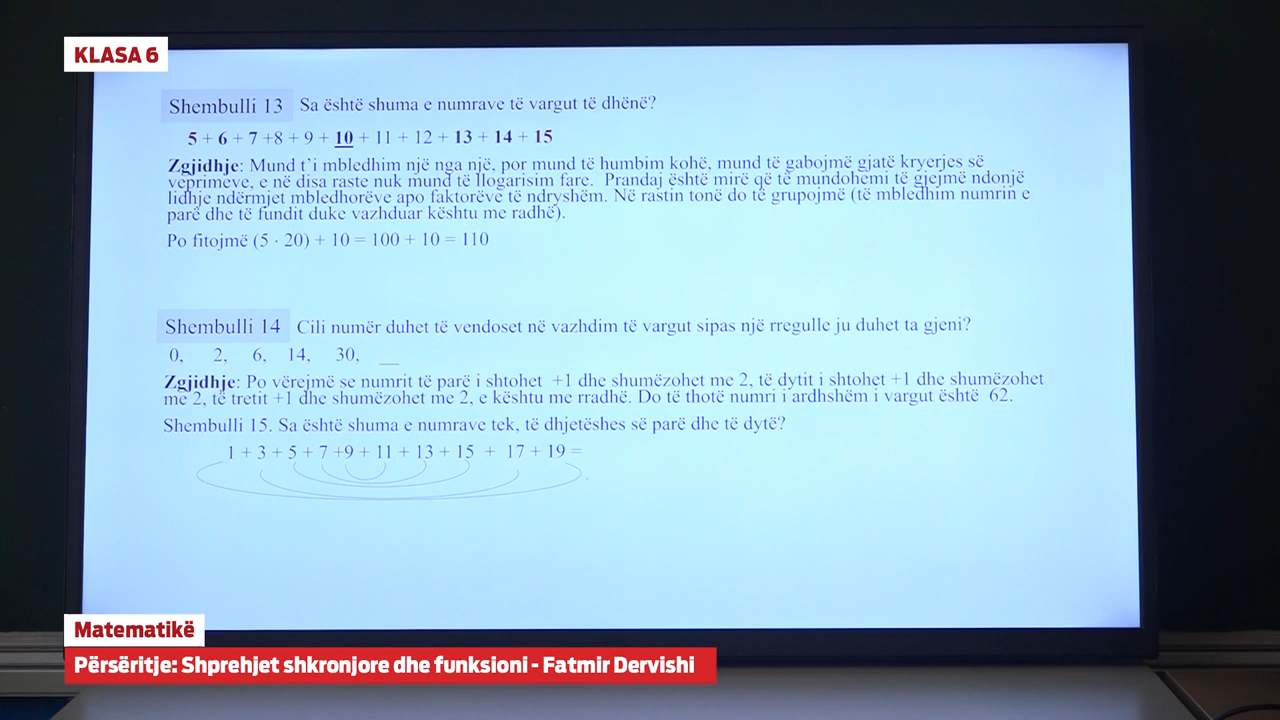 KLASA 6
Shembulli 13 Sa është shuma e numrave të vargut të dhënë?
5 + 6 + 7 +8 + 9 + 10 + 11 + 12 + 13 + 14 + 15
Zgjidhje: Mund t'i mbledhim një nga një, por mund të humbim kohë, mund të gabojmë gjatë kryerjes së
veprimeve, e në disa raste nuk mund të llogarisim fare. Prandaj është mirë që të mundohemi të gjejmë ndonjë
lidhje ndërmjet mbledhorëve apo faktorëve të ndryshëm. Në rastin tonë do të grupojmë (të mbledhim numrin e
parë dhe të fundit duke vazhduar kështu me radhë).
Po fitojmë (5 · 20) + 10 = 100 + 10 = 110
Shembulli 14 Cili numër duhet të vendoset në vazhdim të vargut sipas një rregulle ju duhet ta gjeni?
0, 2, 6, 14, 30, __
Zgjidhje: Po vërejmë se numrit të parë i shtohet +1 dhe shumëzohet me 2, të dytit i shtohet +1 dhe shumëzohet
me 2, të tretit +1 dhe shumëzohet me 2, e kështu me rradhë. Do të thotë numri i ardhshëm i vargut është 62.
Shembulli 15. Sa është shuma e numrave tek, të dhjetëshes së parë dhe të dytë?
1 + 3 + 5 + 7 +9 + 11 + 13 + 15 + 17 + 19 =
Matematikë
Përsëritje: Shprehjet shkronjore dhe funksioni - Fatmir Dervishi